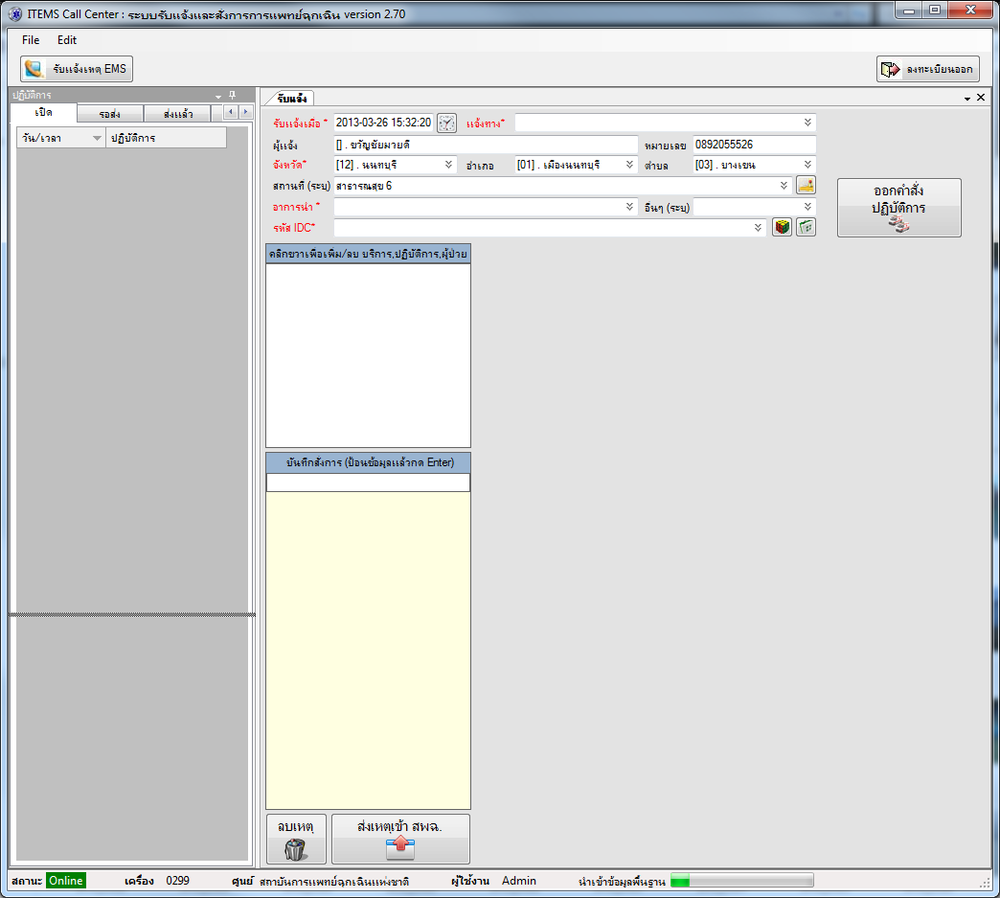 ITEMS Call Center : ระบบรับแจ้งและสั่งการการแพทย์ฉุกเฉิน version 2.70
File Edit
รับแจ้งเหตุ EMS
ลงทะเบียนออก
ปฏิบัติการ
เปิด รอส่ง ส่งแล้ว
วัน/เวลา ปฏิบัติการ
รับแจ้ง
รับแจ้งเมื่อ * 2013-03-26 15:32:20 แจ้งทาง*
ผู้แจ้ง [] . ขวัญชัยมวยดี หมายเลข 0892055526
จังหวัด* [12] . นนทบุรี อำเภอ [01] . เมืองนนทบุรี ตำบล [03] . บางเขน
สถานที่ (ระบุ) สาธารณสุข 6
อาการนำ * อื่นๆ (ระบุ)
รหัส IDC*
ออกคำสั่ง
ปฏิบัติการ
คลิกขวาเพื่อเพิ่ม/ลบ บริการ,ปฏิบัติการ,ผู้ป่วย
บันทึกสั่งการ (ป้อนข้อมูลแล้วกด Enter)
ลบเหตุ ส่งเหตุเข้า สพฉ.
สถานะ Online เครื่อง 0299 ศูนย์ สถาบันการแพทย์ฉุกเฉินแห่งชาติ ผู้ใช้งาน Admin นำเข้าข้อมูลพื้นฐาน